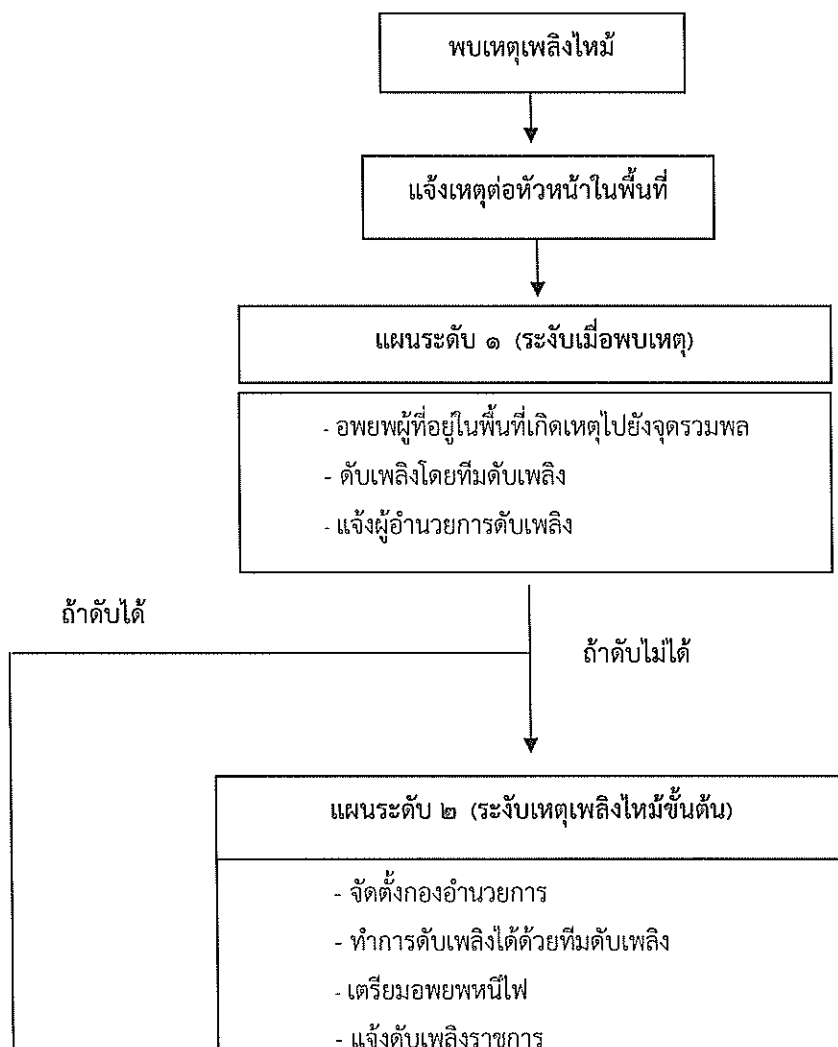 พบเหตุเพลิงไหม้
แจ้งเหตุต่อหัวหน้าในพื้นที่
แผนระดับ ๑ (ระงับเมื่อพบเหตุ)
- อพยพผู้ที่อยู่ในพื้นที่เกิดเหตุไปยังจุดรวมพล
- ดับเพลิงโดยทีมดับเพลิง
- แจ้งผู้อำนวยการดับเพลิง
ถ้าดับได้
ถ้าดับไม่ได้
แผนระดับ ๒ (ระงับเหตุเพลิงไหม้ขั้นต้น)
- จัดตั้งกองอำนวยการ
- ทำการดับเพลิงได้ด้วยทีมดับเพลิง
- เตรียมอพยพหนีไฟ
- แจ้งดับเพลิงราชการ